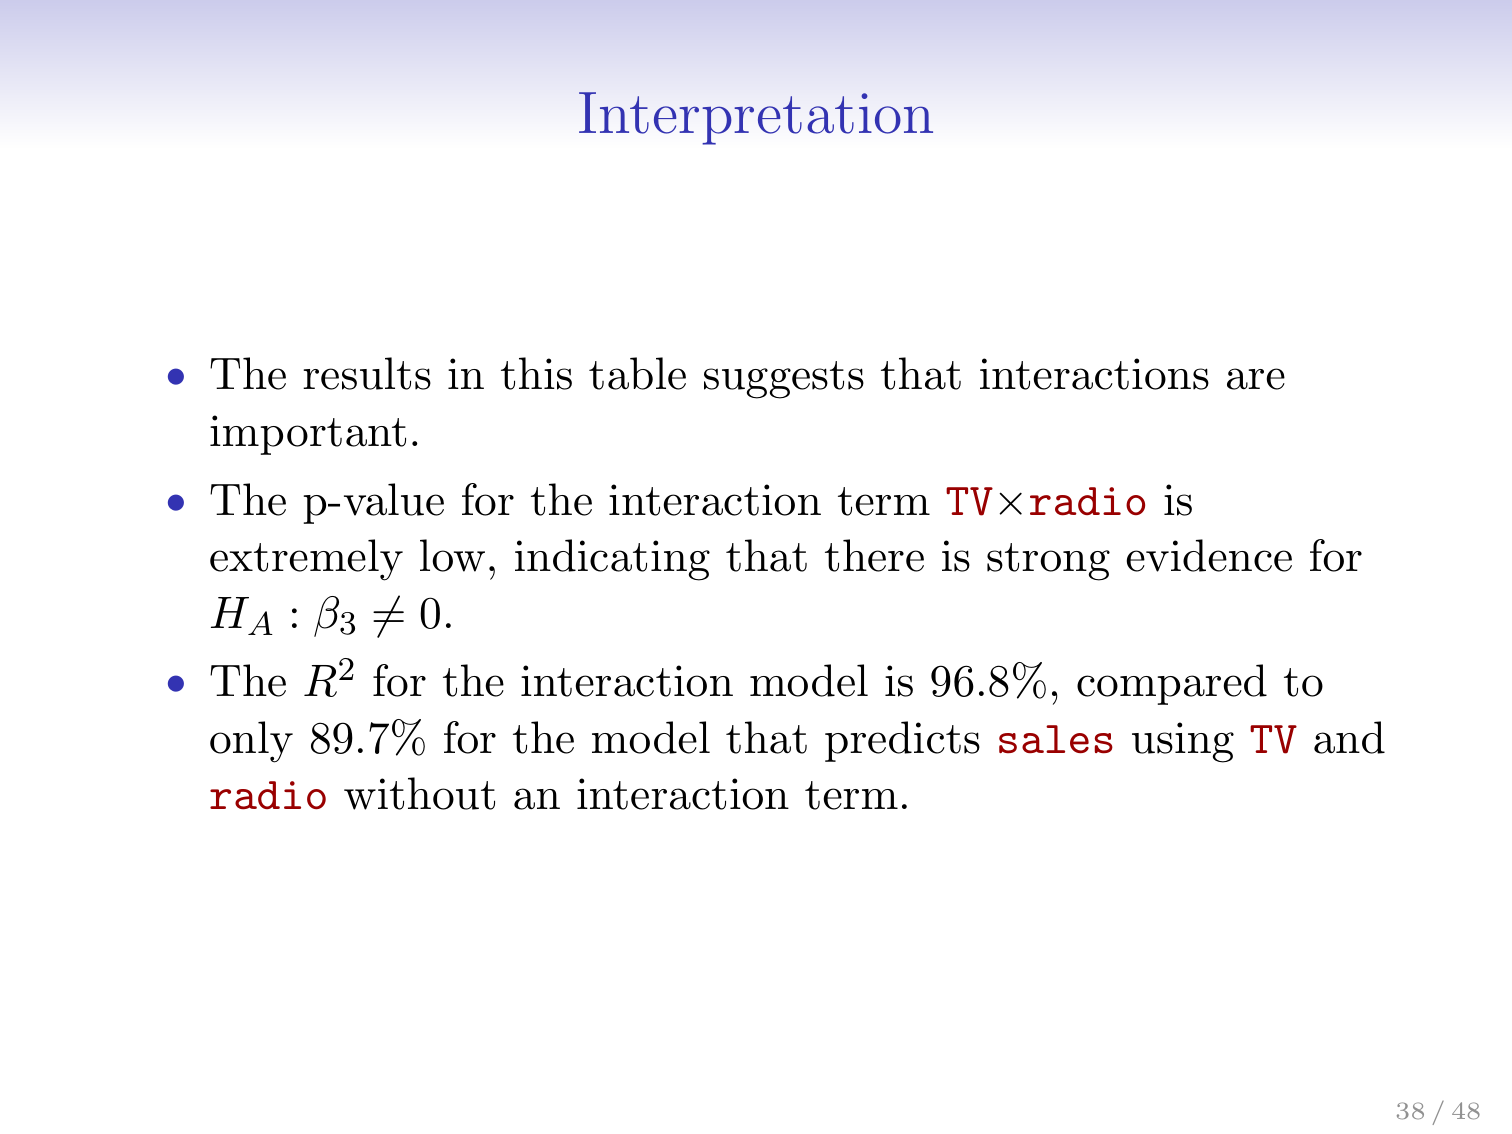 Interpretation
• The results in this table suggests that interactions are
important.
• The p-value for the interaction term TV×radio is
extremely low, indicating that there is strong evidence for
H_A : β₃ ≠ 0.
• The R² for the interaction model is 96.8%, compared to
only 89.7% for the model that predicts sales using TV and
radio without an interaction term.
38 / 48